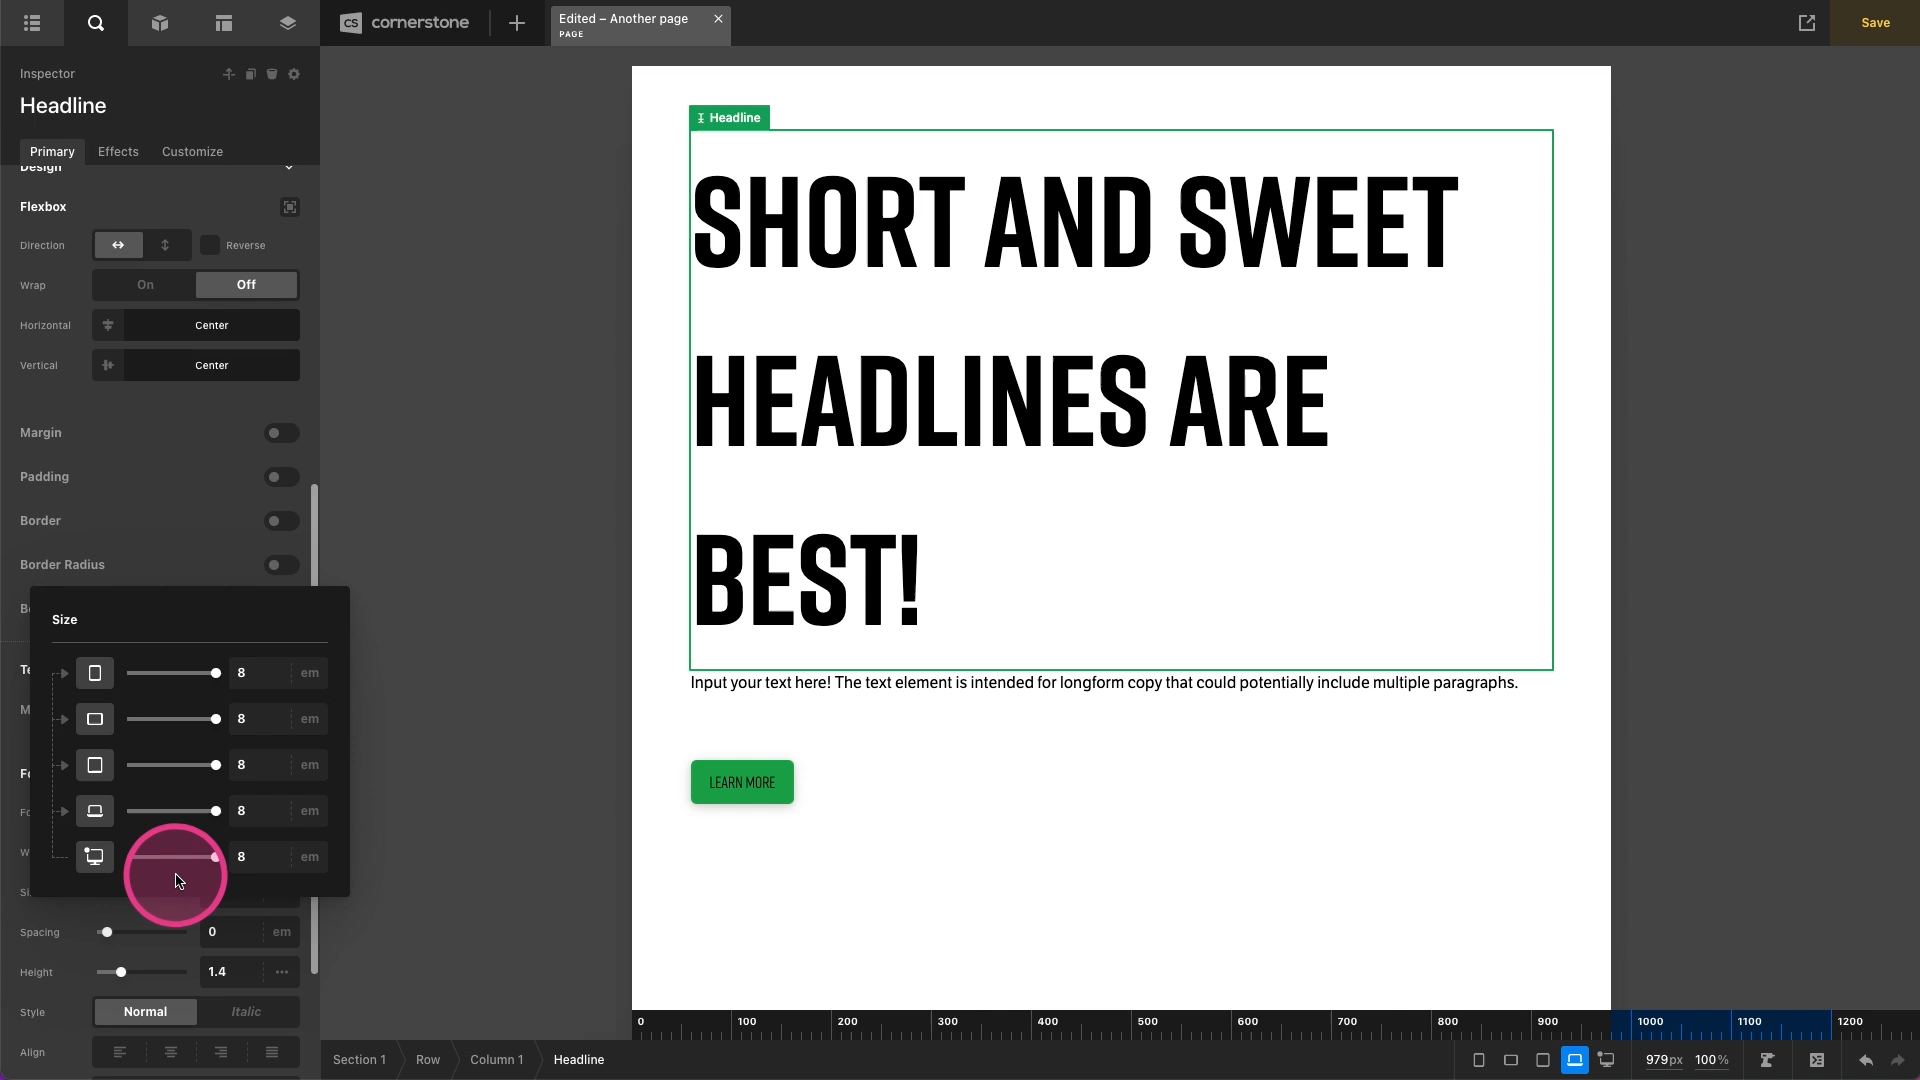 CS cornerstone
Edited – Another page
PAGE
Save
Inspector
Headline
Primary
Effects
Customize
Design
Flexbox
Direction
Reverse
Wrap
On
Off
Horizontal
Center
Vertical
Center
Margin
Padding
Border
Border Radius
Size
8 em
8 em
8 em
8 em
8 em
Spacing
0 em
Height
1.4
Style
Normal
Italic
Align
Headline
SHORT AND SWEET
HEADLINES ARE
BEST!
Input your text here! The text element is intended for longform copy that could potentially include multiple paragraphs.
LEARN MORE
0 100 200 300 400 500 600 700 800 900 1000 1100 1200
Section 1
Row
Column 1
Headline
979px
100%